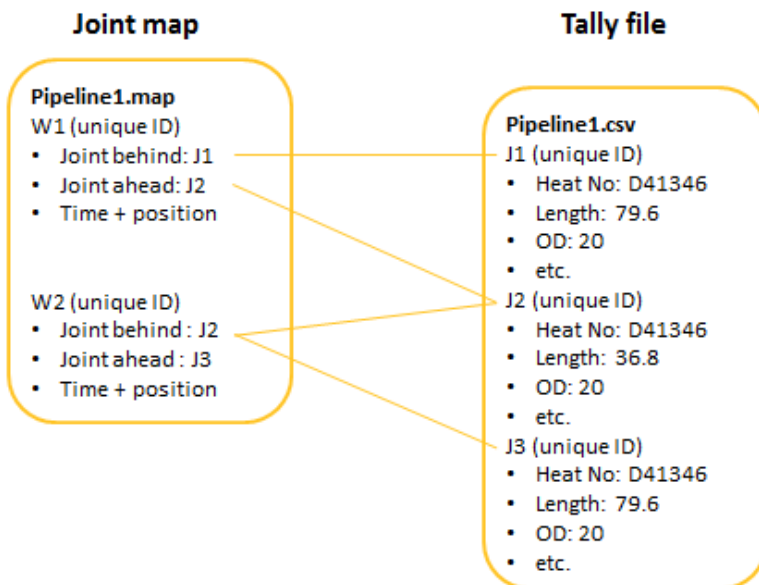 Joint map
Pipeline1.map
W1 (unique ID)
• Joint behind: J1
• Joint ahead: J2
• Time + position
W2 (unique ID)
• Joint behind : J2
• Joint ahead : J3
• Time + position
Tally file
Pipeline1.csv
J1 (unique ID)
• Heat No: D41346
• Length: 79.6
• OD: 20
• etc.
J2 (unique ID)
• Heat No: D41346
• Length: 36.8
• OD: 20
• etc.
J3 (unique ID)
• Heat No: D41346
• Length: 79.6
• OD: 20
• etc.